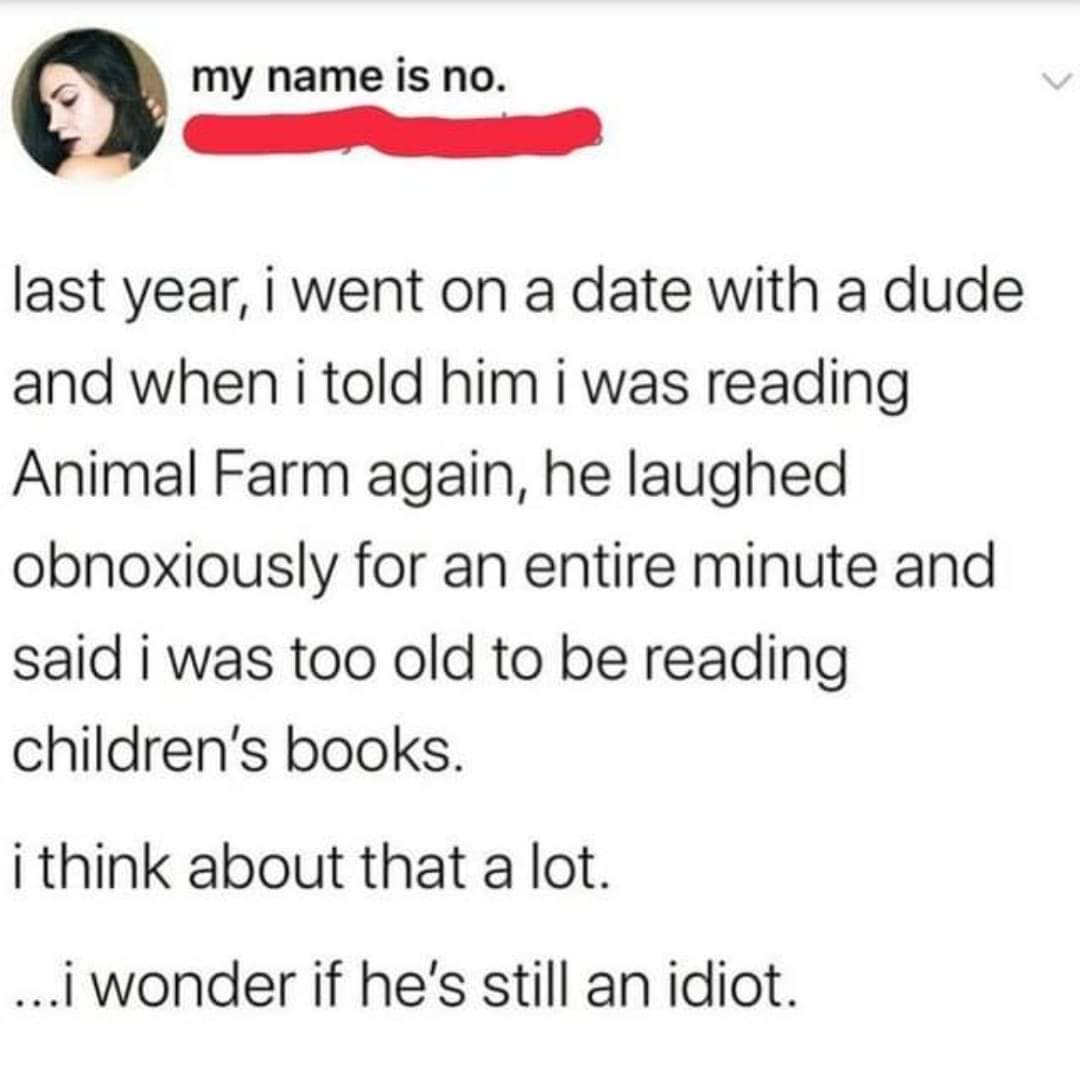 my name is no.
last year, i went on a date with a dude
and when i told him i was reading
Animal Farm again, he laughed
obnoxiously for an entire minute and
said i was too old to be reading
children's books.
i think about that a lot.
...i wonder if he's still an idiot.